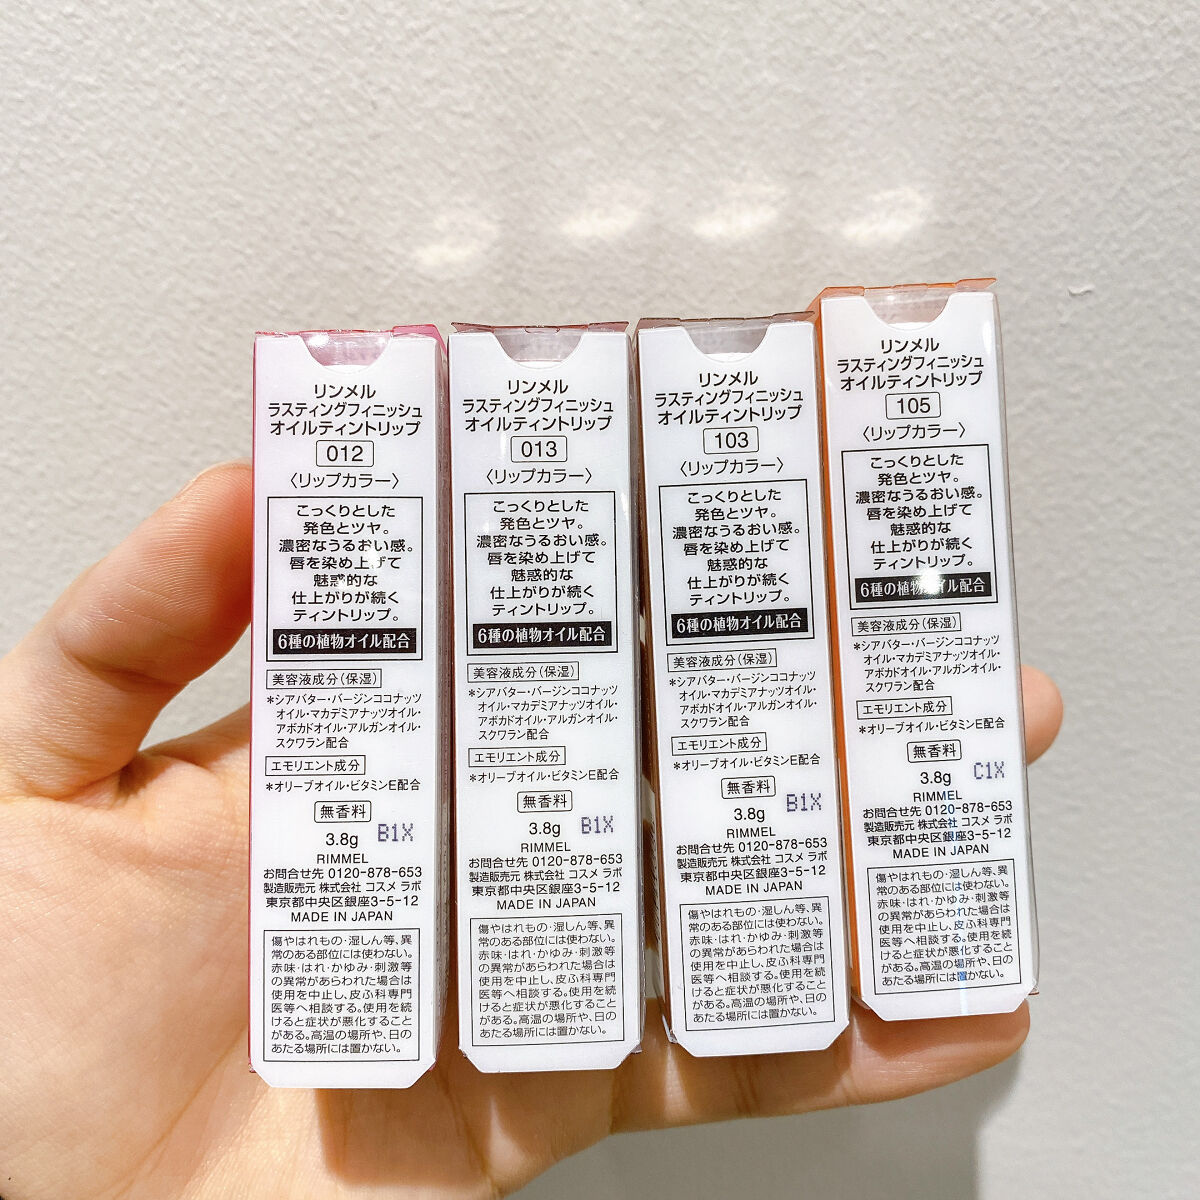 リンメル
ラスティングフィニッシュ
オイルティントリップ
012
〈リップカラー〉
こっくりとした
発色とツヤ。
濃密なうるおい感。
唇を染め上げて
魅惑的な
仕上がりが続く
ティントリップ。
6種の植物オイル配合
美容液成分(保湿)
*シアバター・バージンココナッツ
オイル・マカデミアナッツオイル・
アボカドオイル・アルガンオイル・
スクワラン配合
エモリエント成分
*オリーブオイル・ビタミンE配合
無香料
3.8g B1X
RIMMEL
お問合せ先 0120-878-653
製造販売元 株式会社 コスメ ラボ
東京都中央区銀座3-5-12
MADE IN JAPAN
傷やはれもの・湿しん等、異
常のある部位には使わない。
赤味・はれ・かゆみ・刺激等
の異常があらわれた場合は
使用を中止し、皮ふ科専門
医等へ相談する。使用を続
けると症状が悪化すること
がある。高温の場所や、日の
あたる場所には置かない。
リンメル
ラスティングフィニッシュ
オイルティントリップ
013
〈リップカラー〉
こっくりとした
発色とツヤ。
濃密なうるおい感。
唇を染め上げて
魅惑的な
仕上がりが続く
ティントリップ。
6種の植物オイル配合
美容液成分(保湿)
*シアバター・バージンココナッツ
オイル・マカデミアナッツオイル・
アボカドオイル・アルガンオイル・
スクワラン配合
エモリエント成分
*オリーブオイル・ビタミンE配合
無香料
3.8g B1X
RIMMEL
お問合せ先 0120-878-653
製造販売元 株式会社 コスメ ラボ
東京都中央区銀座3-5-12
MADE IN JAPAN
傷やはれもの・湿しん等、異
常のある部位には使わない。
赤味・はれ・かゆみ・刺激等
の異常があらわれた場合は
使用を中止し、皮ふ科専門
医等へ相談する。使用を続
けると症状が悪化すること
がある。高温の場所や、日の
あたる場所には置かない。
リンメル
ラスティングフィニッシュ
オイルティントリップ
103
〈リップカラー〉
こっくりとした
発色とツヤ。
濃密なうるおい感。
唇を染め上げて
魅惑的な
仕上がりが続く
ティントリップ。
6種の植物オイル配合
美容液成分(保湿)
*シアバター・バージンココナッツ
オイル・マカデミアナッツオイル・
アボカドオイル・アルガンオイル・
スクワラン配合
エモリエント成分
*オリーブオイル・ビタミンE配合
無香料
3.8g B1X
RIMMEL
お問合せ先 0120-878-653
製造販売元 株式会社 コスメ ラボ
東京都中央区銀座3-5-12
MADE IN JAPAN
傷やはれもの・湿しん等、異
常のある部位には使わない。
赤味・はれ・かゆみ・刺激等
の異常があらわれた場合は
使用を中止し、皮ふ科専門
医等へ相談する。使用を続
けると症状が悪化すること
がある。高温の場所や、日の
あたる場所には置かない。
リンメル
ラスティングフィニッシュ
オイルティントリップ
105
〈リップカラー〉
こっくりとした
発色とツヤ。
濃密なうるおい感。
唇を染め上げて
魅惑的な
仕上がりが続く
ティントリップ。
6種の植物オイル配合
美容液成分(保湿)
*シアバター・バージンココナッツ
オイル・マカデミアナッツオイル・
アボカドオイル・アルガンオイル・
スクワラン配合
エモリエント成分
*オリーブオイル・ビタミンE配合
無香料
3.8g C1X
RIMMEL
お問合せ先 0120-878-653
製造販売元 株式会社 コスメ ラボ
東京都中央区銀座3-5-12
MADE IN JAPAN
傷やはれもの・湿しん等、異
常のある部位には使わない。
赤味・はれ・かゆみ・刺激等
の異常があらわれた場合は
使用を中止し、皮ふ科専門
医等へ相談する。使用を続
けると症状が悪化すること
がある。高温の場所や、日の
あたる場所には置かない。